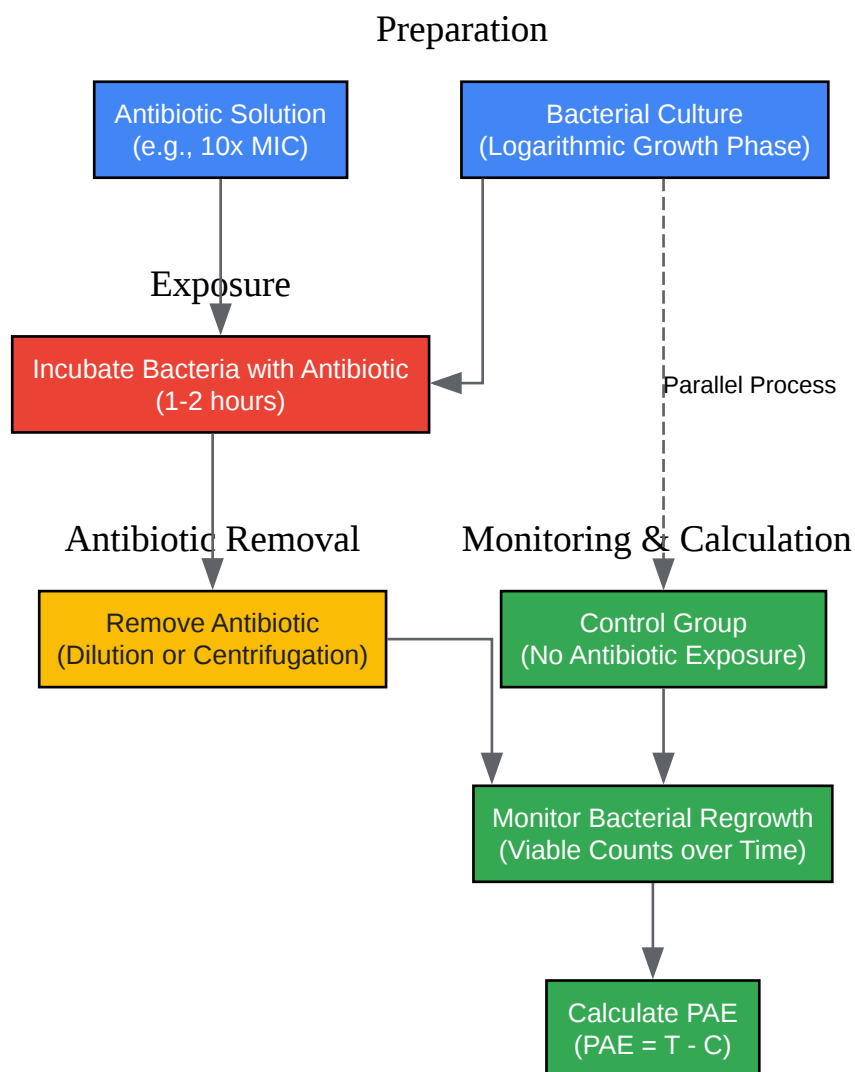 Preparation
Antibiotic Solution
(e.g., 10x MIC)
Bacterial Culture
(Logarithmic Growth Phase)
Exposure
Incubate Bacteria with Antibiotic
(1-2 hours)
Parallel Process
Antibiotic Removal
Monitoring & Calculation
Remove Antibiotic
(Dilution or Centrifugation)
Control Group
(No Antibiotic Exposure)
Monitor Bacterial Regrowth
(Viable Counts over Time)
Calculate PAE
(PAE = T - C)